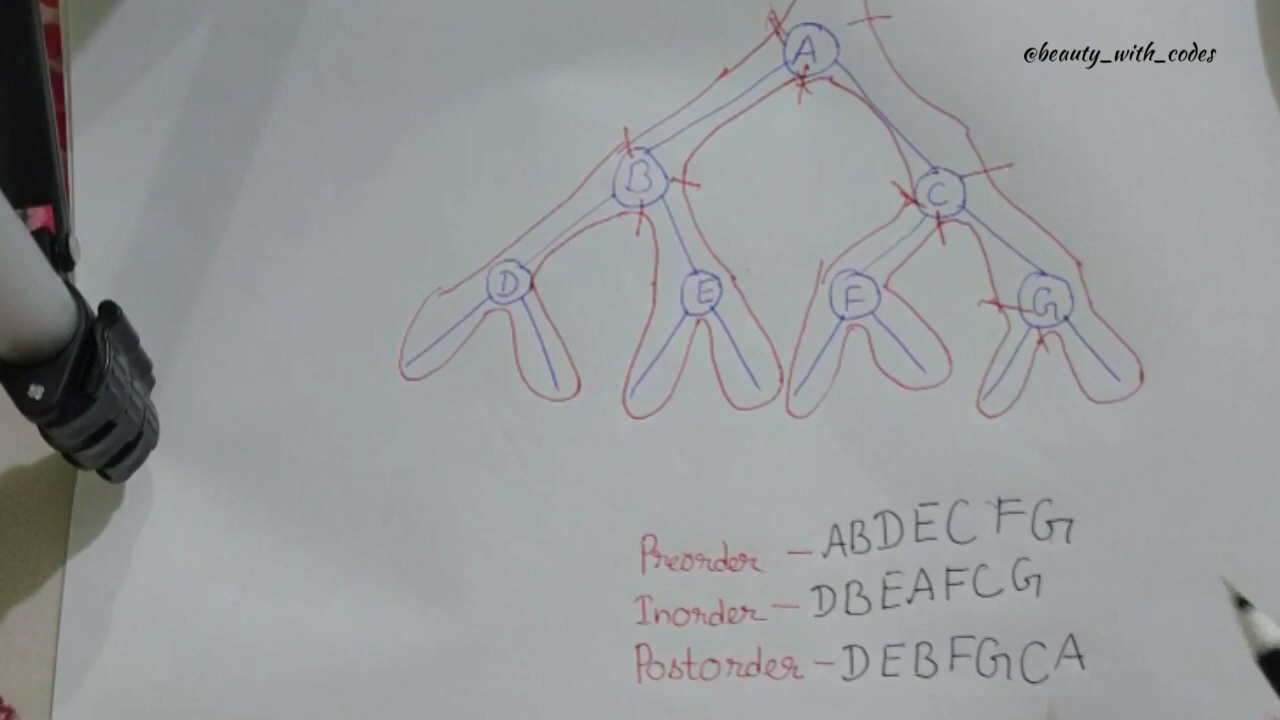 @beauty_with_codes
A
B
C
D
E
F
G
Preorder - ABDECFG
Inorder - DBEAFCG
Postorder - DEBFGCA